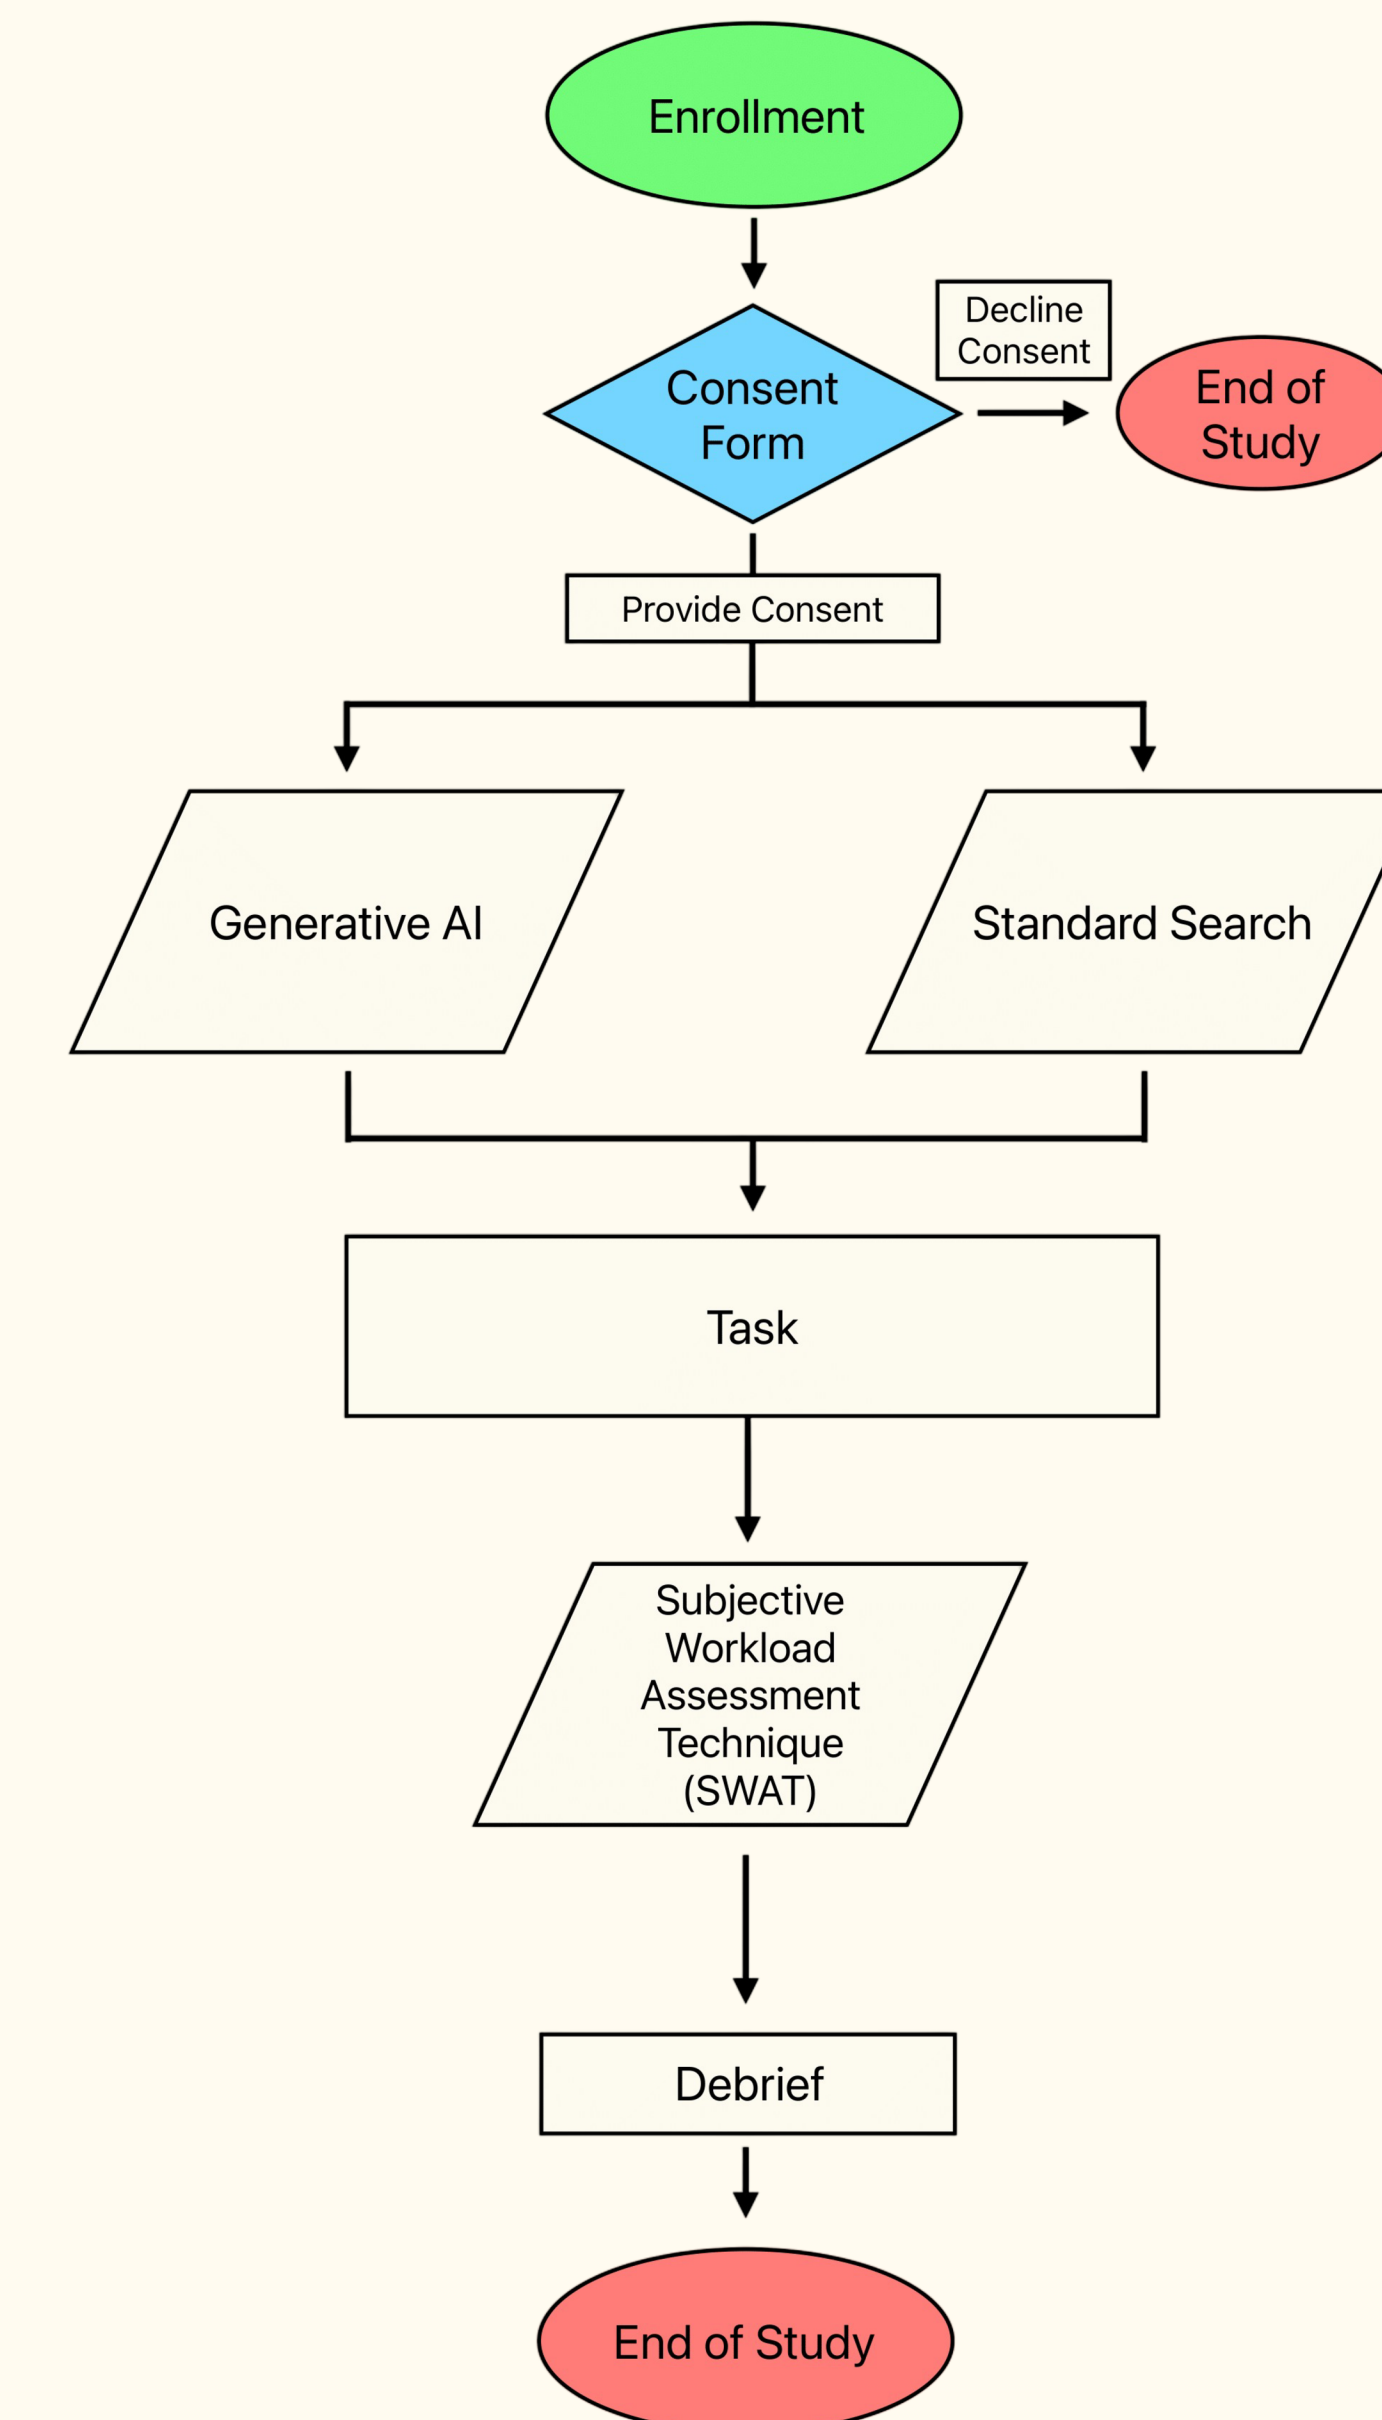 Enrollment
Decline
Consent
Consent
Form
End of
Study
Provide Consent
Generative AI
Standard Search
Task
Subjective
Workload
Assessment
Technique
(SWAT)
Debrief
End of Study